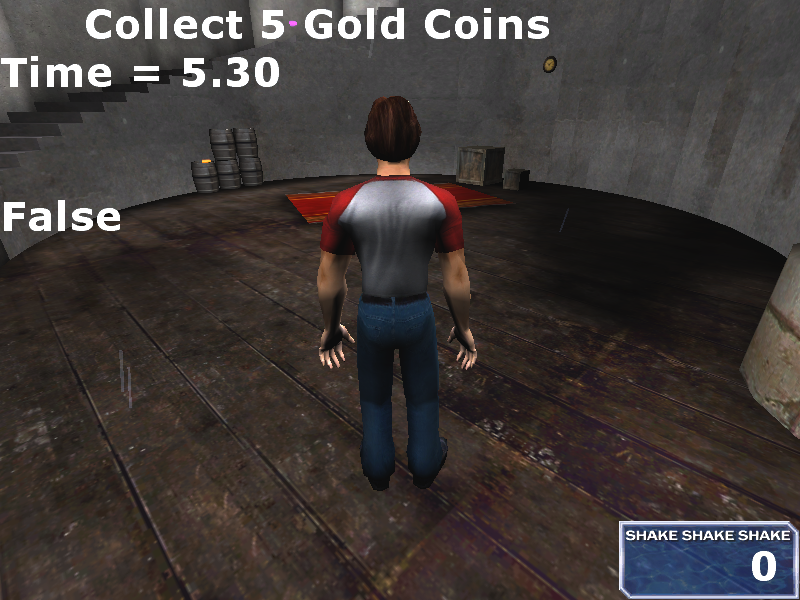 Collect 5 Gold Coins
Time = 5.30
False
SHAKE SHAKE SHAKE
0